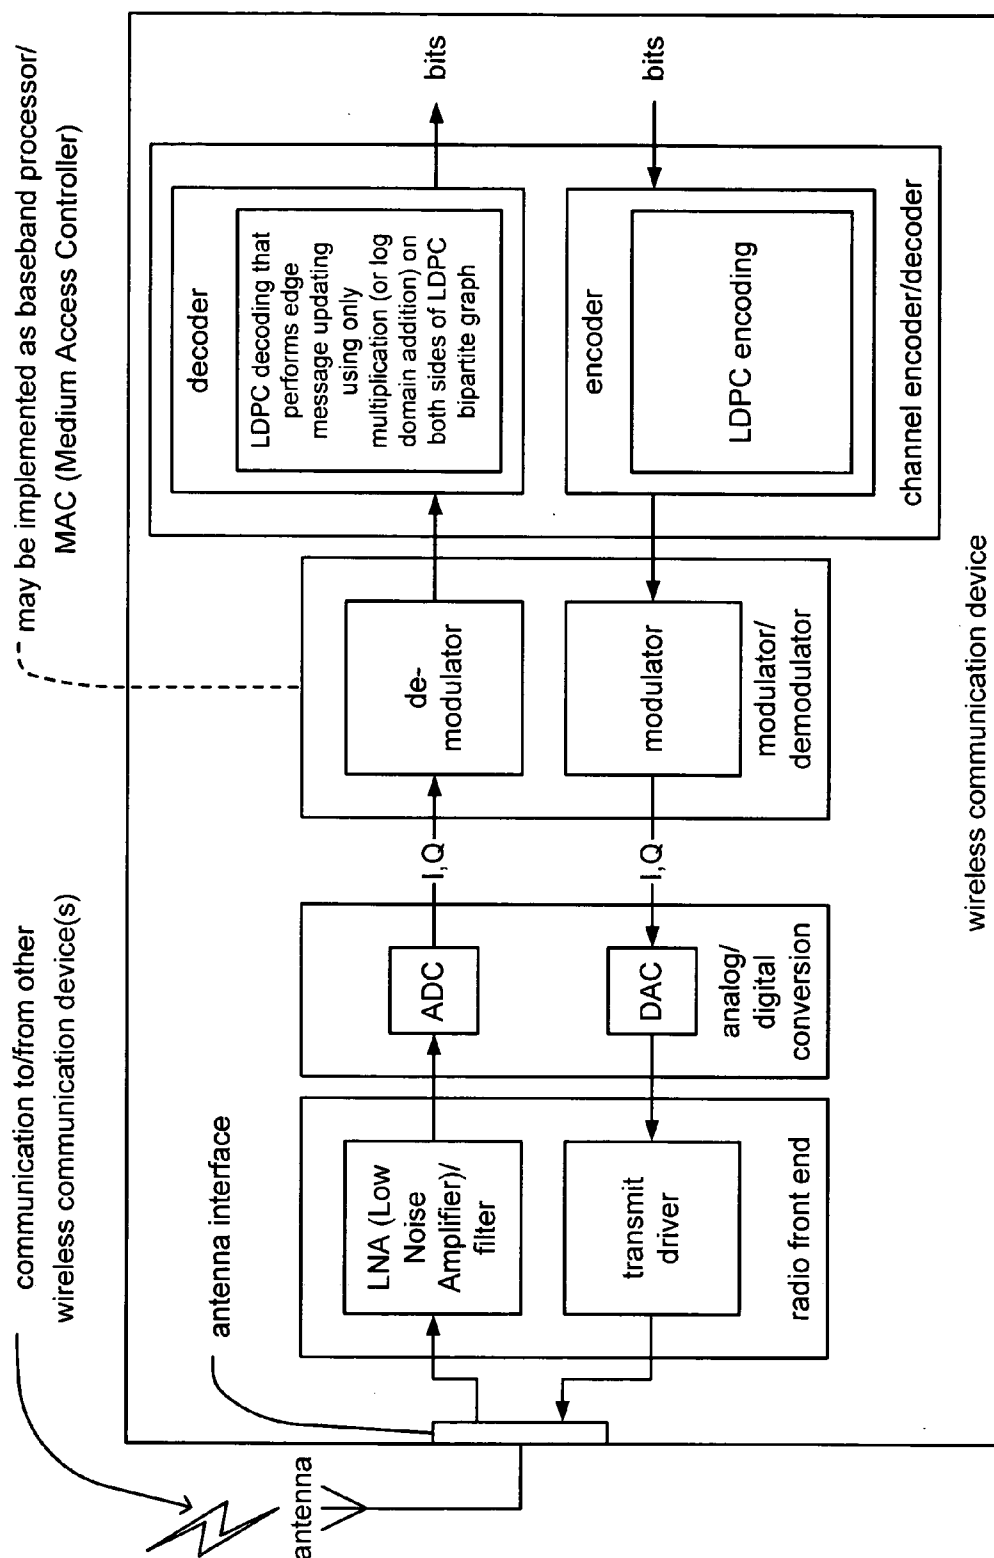 communication to/from other
wireless communication device(s)
may be implemented as baseband processor/
MAC (Medium Access Controller)
antenna interface
antenna
LNA (Low
Noise
Amplifier)/
filter
transmit
driver
radio front end
ADC
DAC
analog/
digital
conversion
I,Q
I,Q
de-
modulator
modulator
modulator/
demodulator
decoder
LDPC decoding that
performs edge
message updating
using only
multiplication (or log
domain addition) on
both sides of LDPC
bipartite graph
encoder
LDPC encoding
channel encoder/decoder
bits
bits
wireless communication device